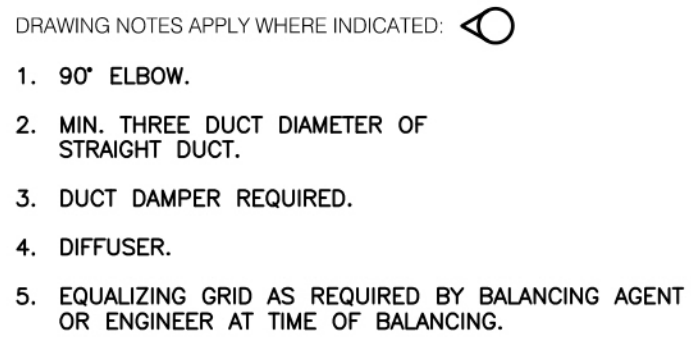 DRAWING NOTES APPLY WHERE INDICATED:
1. 90° ELBOW.
2. MIN. THREE DUCT DIAMETER OF
STRAIGHT DUCT.
3. DUCT DAMPER REQUIRED.
4. DIFFUSER.
5. EQUALIZING GRID AS REQUIRED BY BALANCING AGENT
OR ENGINEER AT TIME OF BALANCING.